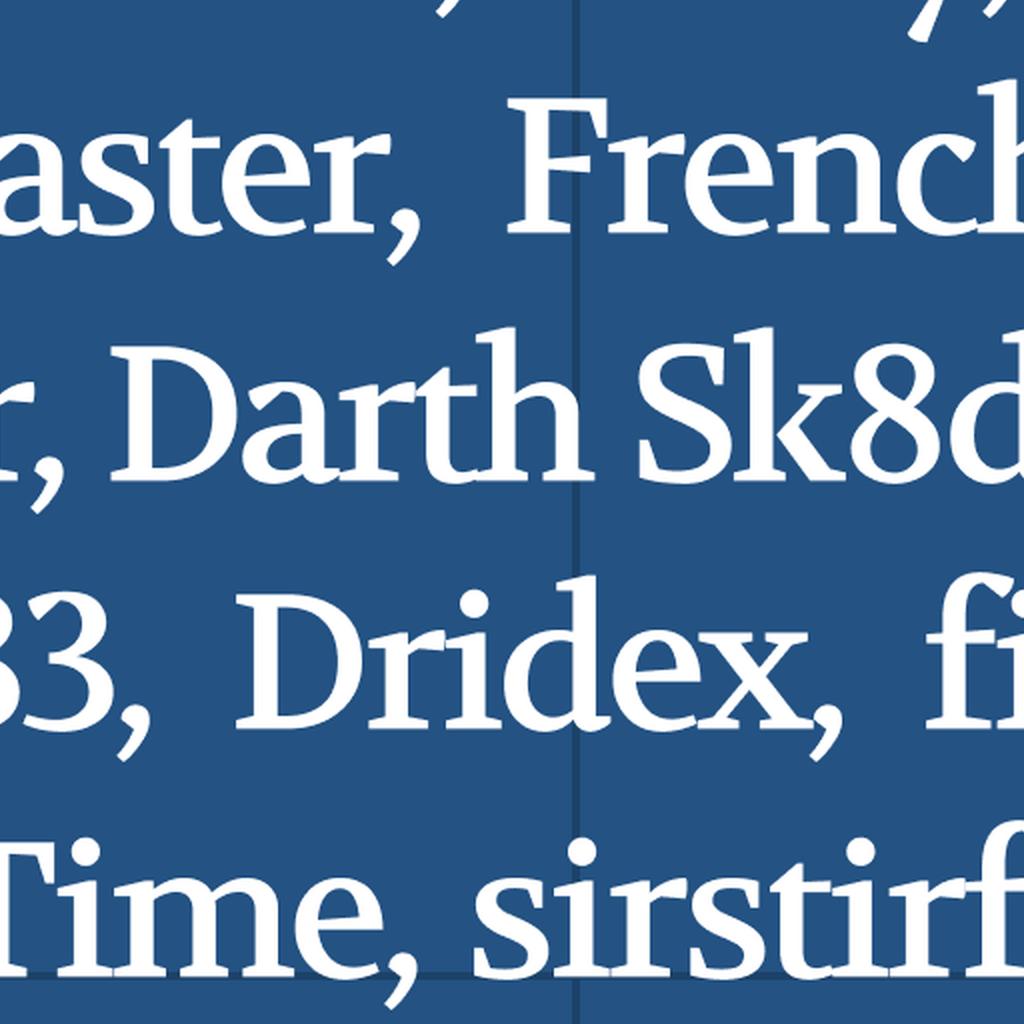 aster, French
r, Darth Sk8d
33, Dridex, fi
Time, sirstirf